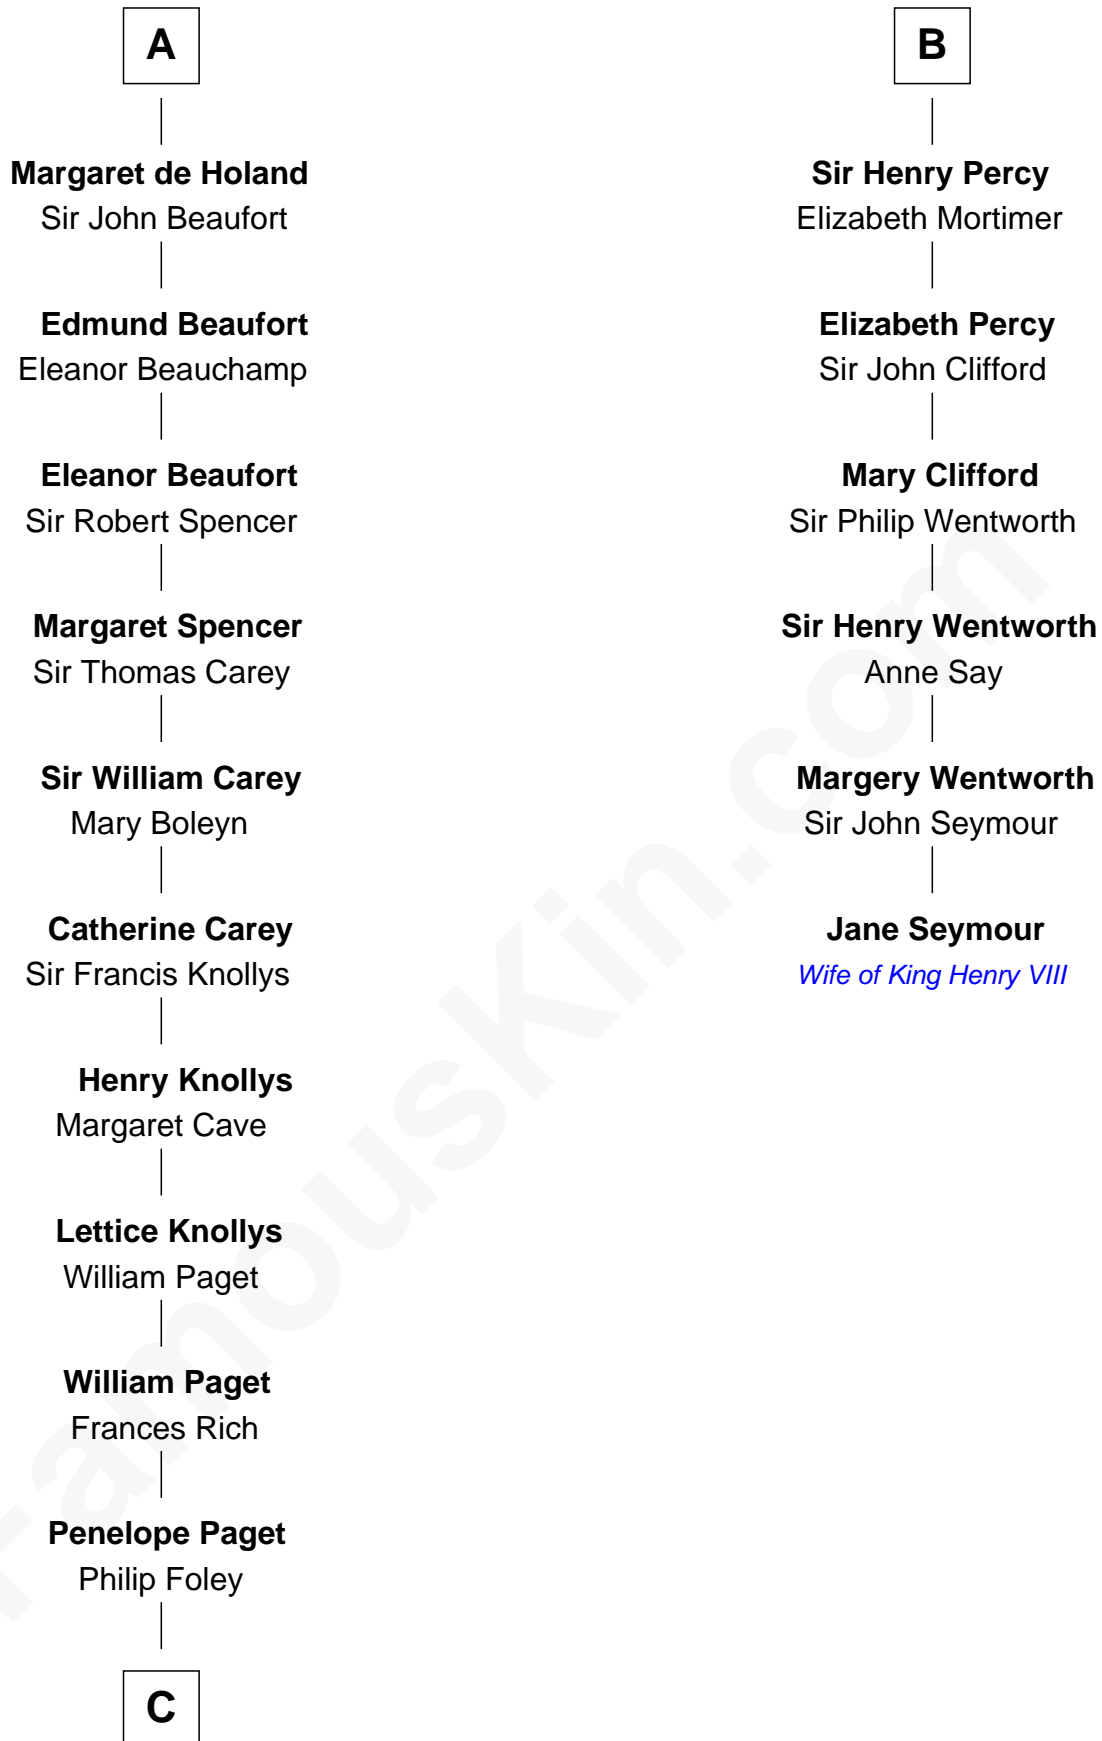 A
Margaret de Holand
Sir John Beaufort
Edmund Beaufort
Eleanor Beauchamp
Eleanor Beaufort
Sir Robert Spencer
Margaret Spencer
Sir Thomas Carey
Sir William Carey
Mary Boleyn
Catherine Carey
Sir Francis Knollys
Henry Knollys
Margaret Cave
Lettice Knollys
William Paget
William Paget
Frances Rich
Penelope Paget
Philip Foley
C
B
Sir Henry Percy
Elizabeth Mortimer
Elizabeth Percy
Sir John Clifford
Mary Clifford
Sir Philip Wentworth
Sir Henry Wentworth
Anne Say
Margery Wentworth
Sir John Seymour
Jane Seymour
Wife of King Henry VIII
FamousKin.com